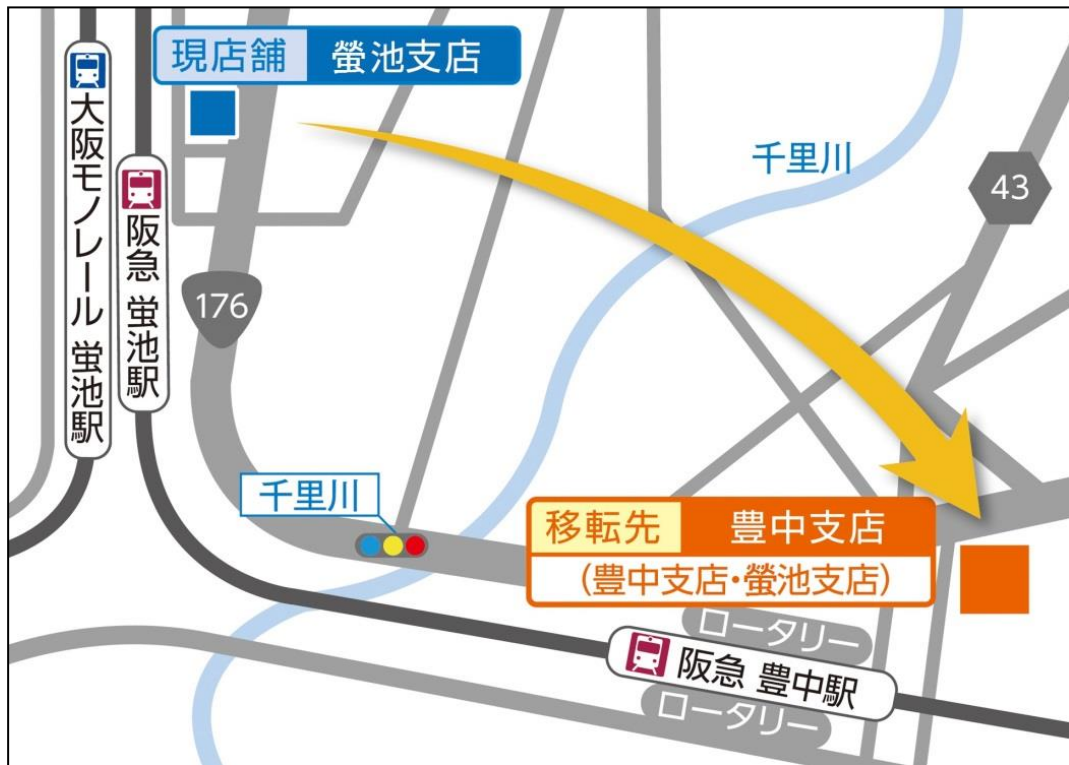 現店舗 螢池支店
大阪モノレール 蛍池駅
阪急 蛍池駅
千里川
43
176
千里川
移転先 豊中支店
(豊中支店・螢池支店)
ロータリー
阪急 豊中駅
ロータリー